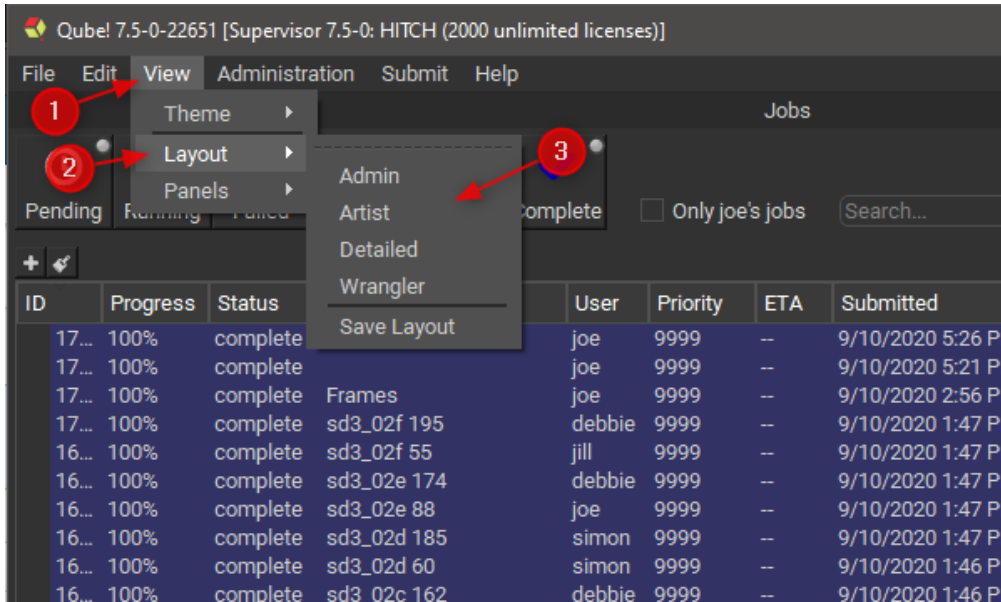 Qube! 7.5-0-22651 [Supervisor 7.5-0: HITCH (2000 unlimited licenses)]
File Edit View Administration Submit Help
1
Theme
Jobs
2
Layout
3
Admin
Panels
Artist
Pending Running Failed Complete Only joe's jobs Search...
Detailed
Wrangler
Save Layout
ID Progress Status User Priority ETA Submitted
17... 100% complete joe 9999 -- 9/10/2020 5:26 P
17... 100% complete joe 9999 -- 9/10/2020 5:21 P
17... 100% complete Frames joe 9999 -- 9/10/2020 2:56 P
17... 100% complete sd3_02f 195 debbie 9999 -- 9/10/2020 1:47 P
16... 100% complete sd3_02f 55 jill 9999 -- 9/10/2020 1:47 P
16... 100% complete sd3_02e 174 debbie 9999 -- 9/10/2020 1:47 P
16... 100% complete sd3_02e 88 joe 9999 -- 9/10/2020 1:47 P
16... 100% complete sd3_02d 185 simon 9999 -- 9/10/2020 1:47 P
16... 100% complete sd3_02d 60 simon 9999 -- 9/10/2020 1:46 P
16... 100% complete sd3_02c 162 debbie 9999 -- 9/10/2020 1:46 P